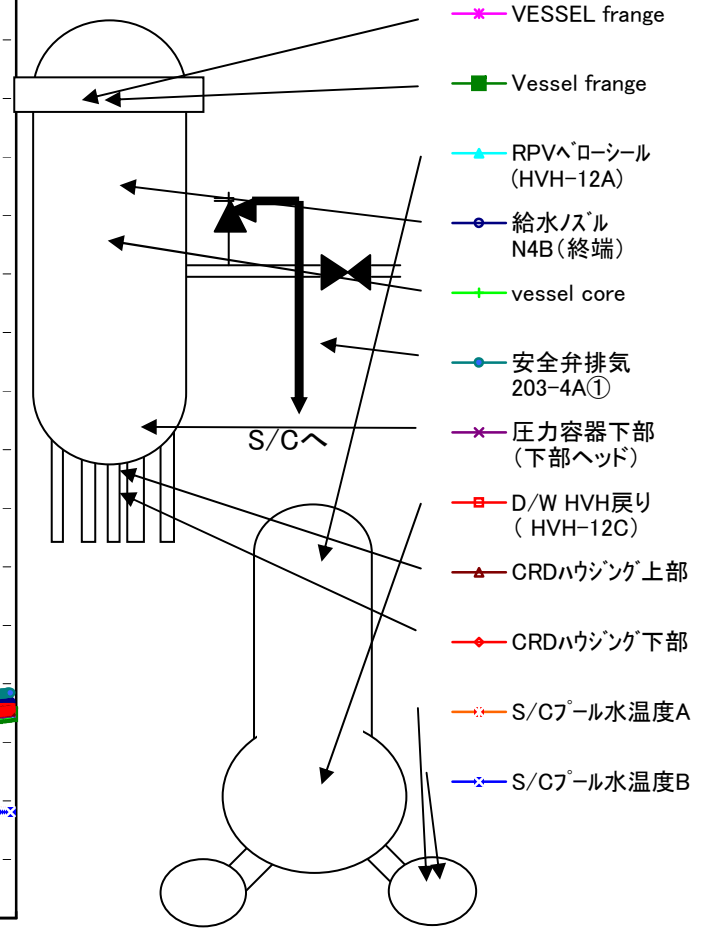 VESSEL frange
Vessel frange
RPVベローシール
(HVH-12A)
給水ノズル
N4B(終端)
vessel core
安全弁排気
203-4A①
S/Cへ
圧力容器下部
(下部ヘッド)
D/W HVH戻り
( HVH-12C)
CRDハウジング上部
CRDハウジング下部
S/Cプール水温度A
S/Cプール水温度B